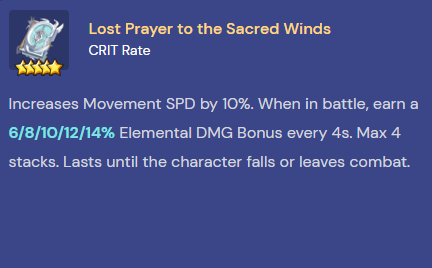 Lost Prayer to the Sacred Winds
CRIT Rate
Increases Movement SPD by 10%. When in battle, earn a
6/8/10/12/14% Elemental DMG Bonus every 4s. Max 4
stacks. Lasts until the character falls or leaves combat.